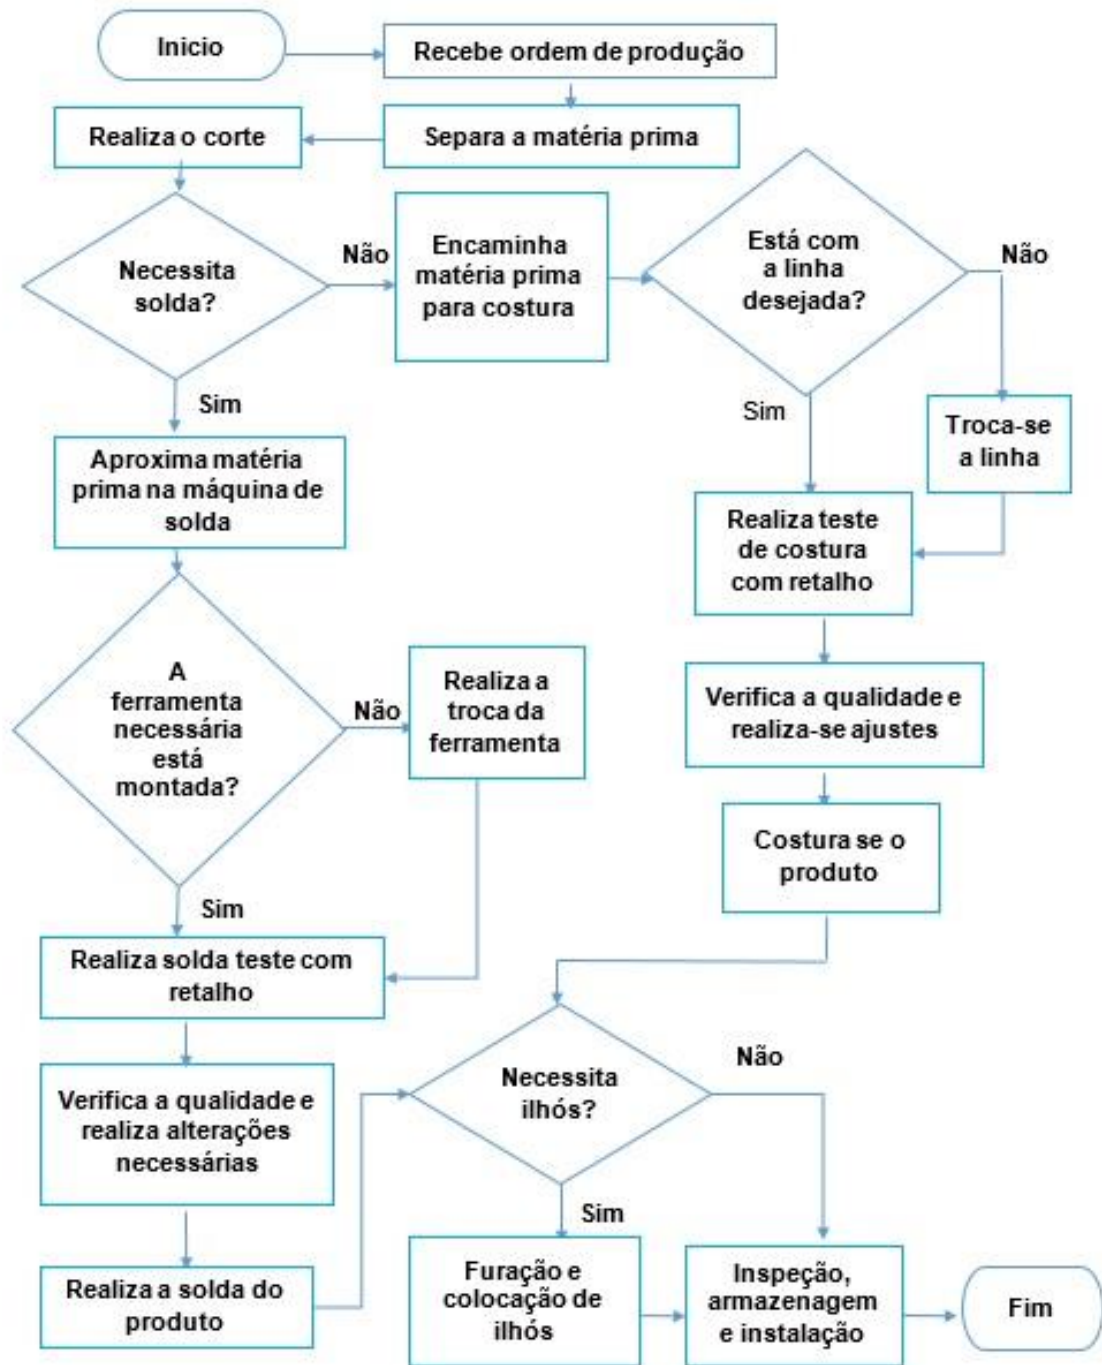 Inicio
Recebe ordem de produção
Separa a matéria prima
Realiza o corte
Necessita
solda?
Não
Encaminha
matéria prima
para costura
Está com
a linha
desejada?
Não
Troca-se
a linha
Sim
Realiza teste
de costura
com retalho
Verifica a qualidade e
realiza-se ajustes
Costura se o
produto
Sim
Aproxima matéria
prima na máquina de
solda
A
ferramenta
necessária
está
montada?
Não
Realiza a
troca da
ferramenta
Sim
Realiza solda teste com
retalho
Verifica a qualidade e
realiza alterações
necessárias
Realiza a solda do
produto
Necessita
ilhós?
Não
Sim
Furação e
colocação de
ilhós
Inspeção,
armazenagem
e instalação
Fim